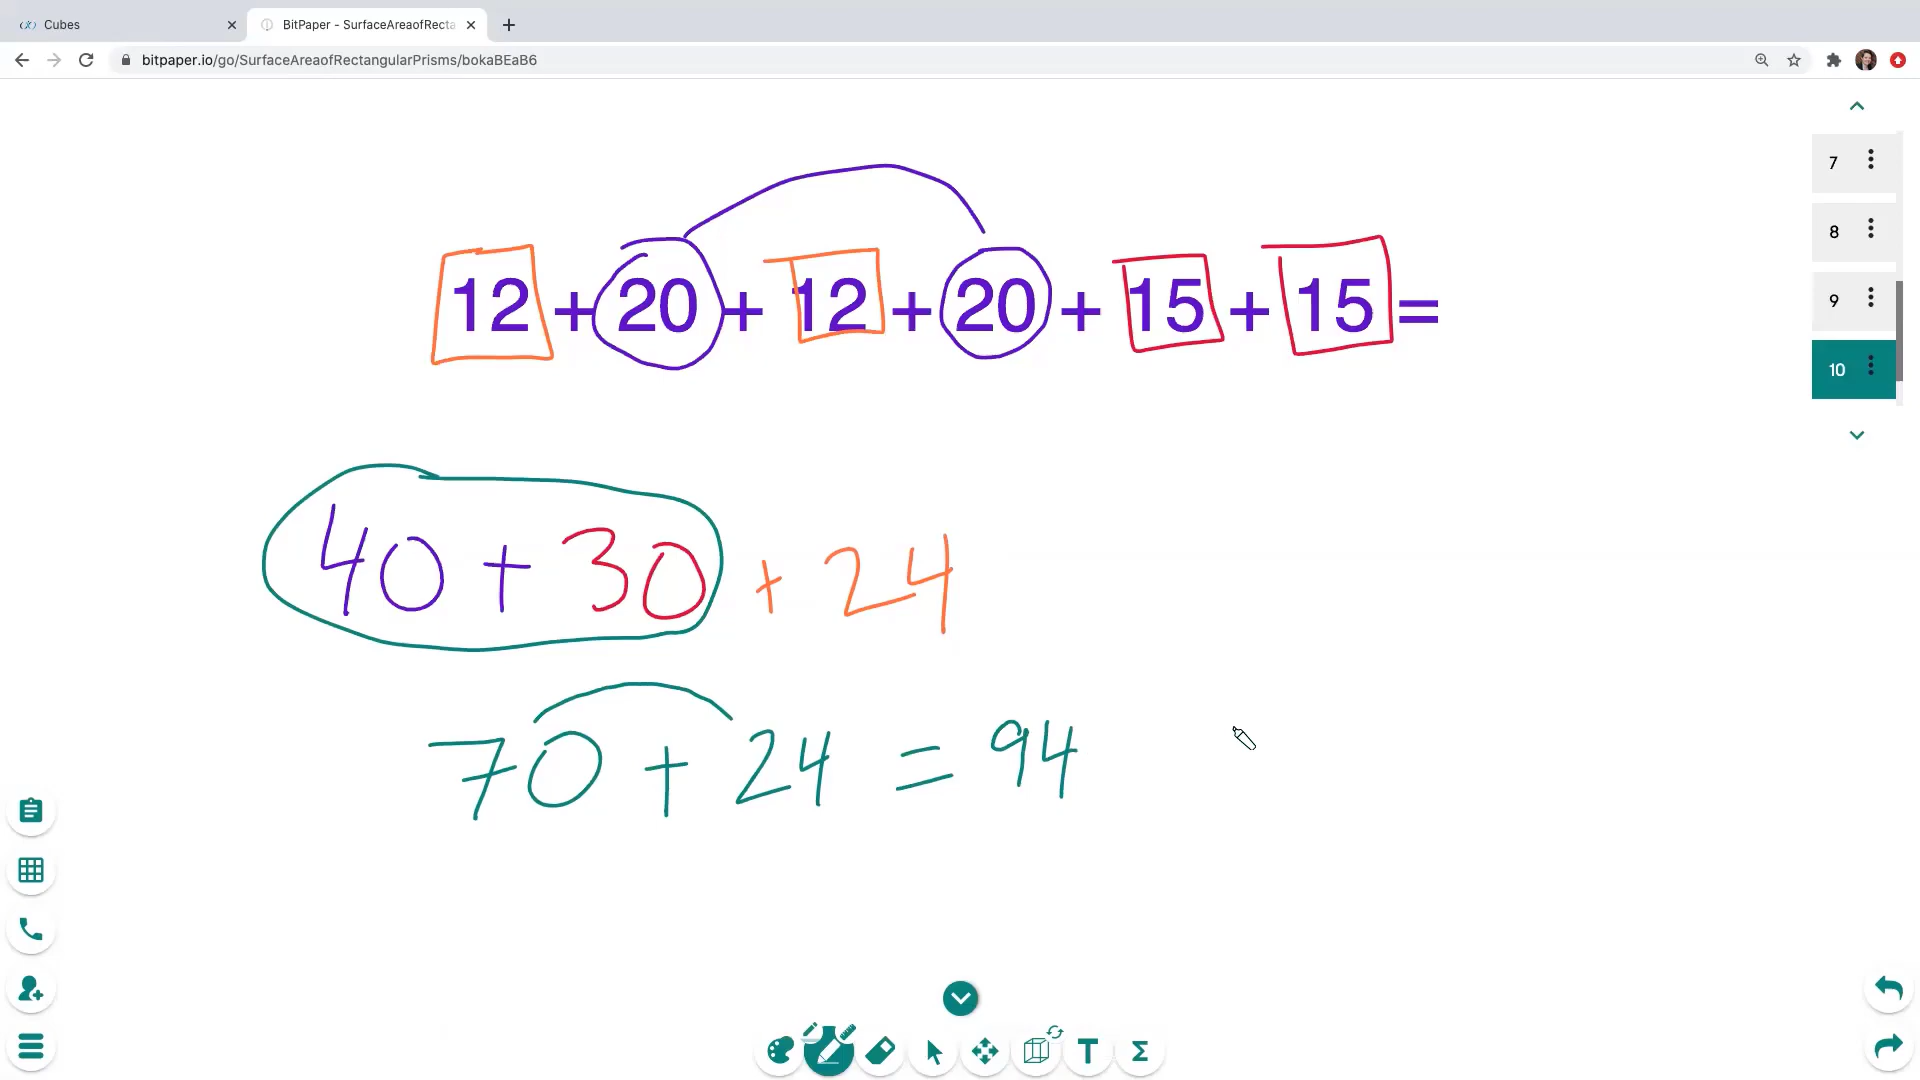 Cubes
BitPaper - SurfaceAreaofRecta
bitpaper.io/go/SurfaceAreaofRectangularPrisms/bokaBEaB6
7
8
9
10
12 + 20 + 12 + 20 + 15 + 15 =
40 + 30 + 24
70 + 24 = 94
T Σ